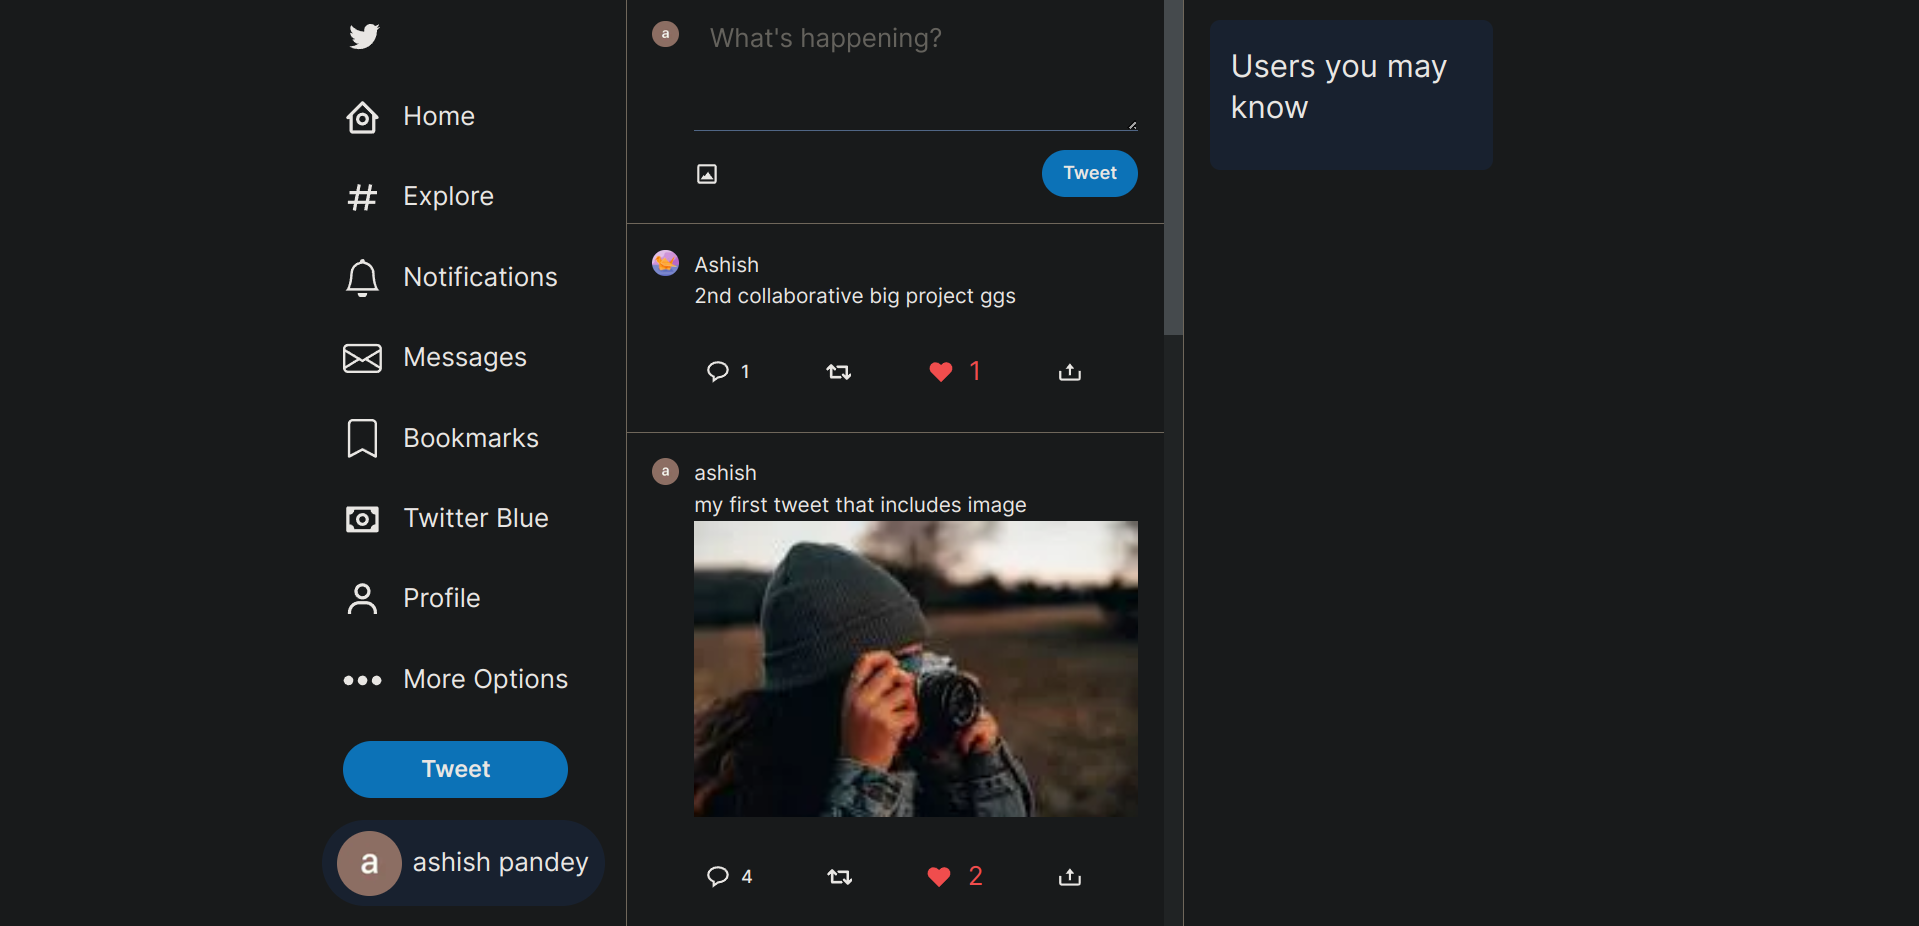 Home
Explore
Notifications
Messages
Bookmarks
Twitter Blue
Profile
More Options
Tweet
a ashish pandey
a What's happening?
Tweet
Ashish
2nd collaborative big project ggs
1 1
a ashish
my first tweet that includes image
4 2
Users you may
know